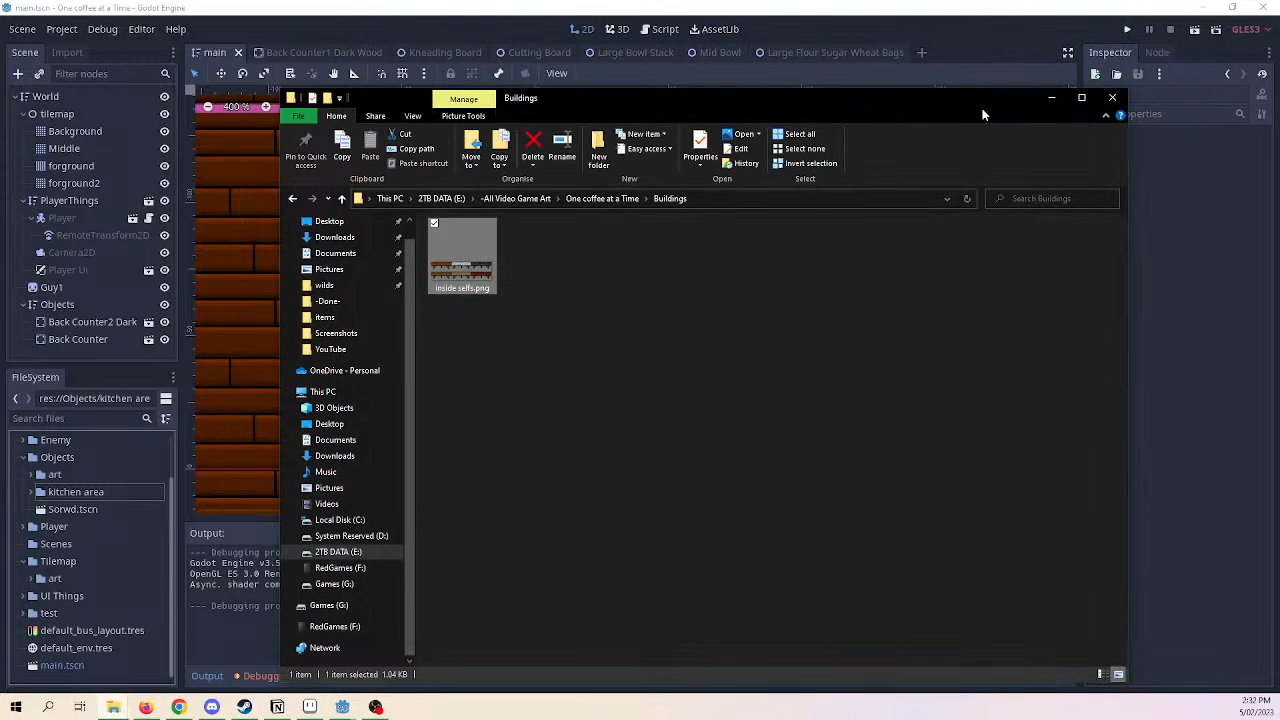 main.tscn - One coffee at a Time - Godot Engine
Scene Project Debug Editor Help
2D 3D Script AssetLib
GLES3
Scene Import
main Back Counter1 Dark Wood Kneading Board Cutting Board Large Bowl Stack Mid Bowl Large Flour Sugar Wheat Bags
Inspector Node
Filter nodes
View
World
400 %
tilemap
Background
Middle
forground
forground2
PlayerThings
Player
RemoteTransform2D
Camera2D
Player Ui
Guy1
Objects
Back Counter2 Dark
Back Counter
Manage Buildings
File Home Share View Picture Tools
Pin to Quick access
Copy
Paste
Cut
Copy path
Paste shortcut
Clipboard
Move to
Copy to
Delete
Rename
Organise
New folder
New item
Easy access
New
Properties
Open
Edit
History
Open
Select all
Select none
Invert selection
Select
This PC 2TB DATA (E:) -All Video Game Art One coffee at a Time Buildings
Search Buildings
Desktop
Downloads
Documents
Pictures
wilds
-Done-
items
Screenshots
YouTube
OneDrive - Personal
This PC
3D Objects
Desktop
Documents
Downloads
Music
Pictures
Videos
Local Disk (C:)
System Reserved (D:)
2TB DATA (E:)
RedGames (F:)
Games (G:)
Games (G:)
RedGames (F:)
Network
inside selfs.png
1 item 1 item selected 1.04 KB
FileSystem
res://Objects/kitchen are
Search files
Enemy
Objects
art
kitchen area
Sorwd.tscn
Player
Scenes
Tilemap
art
UI Things
test
default_bus_layout.tres
default_env.tres
main.tscn
Output:
--- Debugging pro
Godot Engine v3.5
OpenGL ES 3.0 Ren
Async. shader com
--- Debugging pro
Output Debugg
2:32 PM
5/02/2023